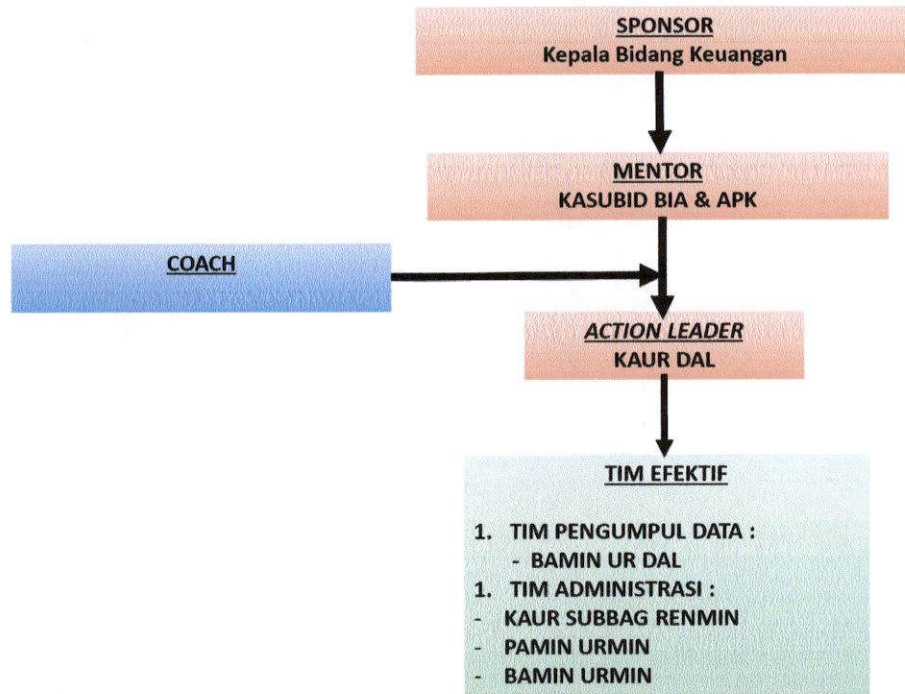 SPONSOR
Kepala Bidang Keuangan
MENTOR
KASUBID BIA & APK
COACH
ACTION LEADER
KAUR DAL
TIM EFEKTIF
1. TIM PENGUMPUL DATA :
- BAMIN UR DAL
1. TIM ADMINISTRASI :
- KAUR SUBBAG RENMIN
- PAMIN URMIN
- BAMIN URMIN